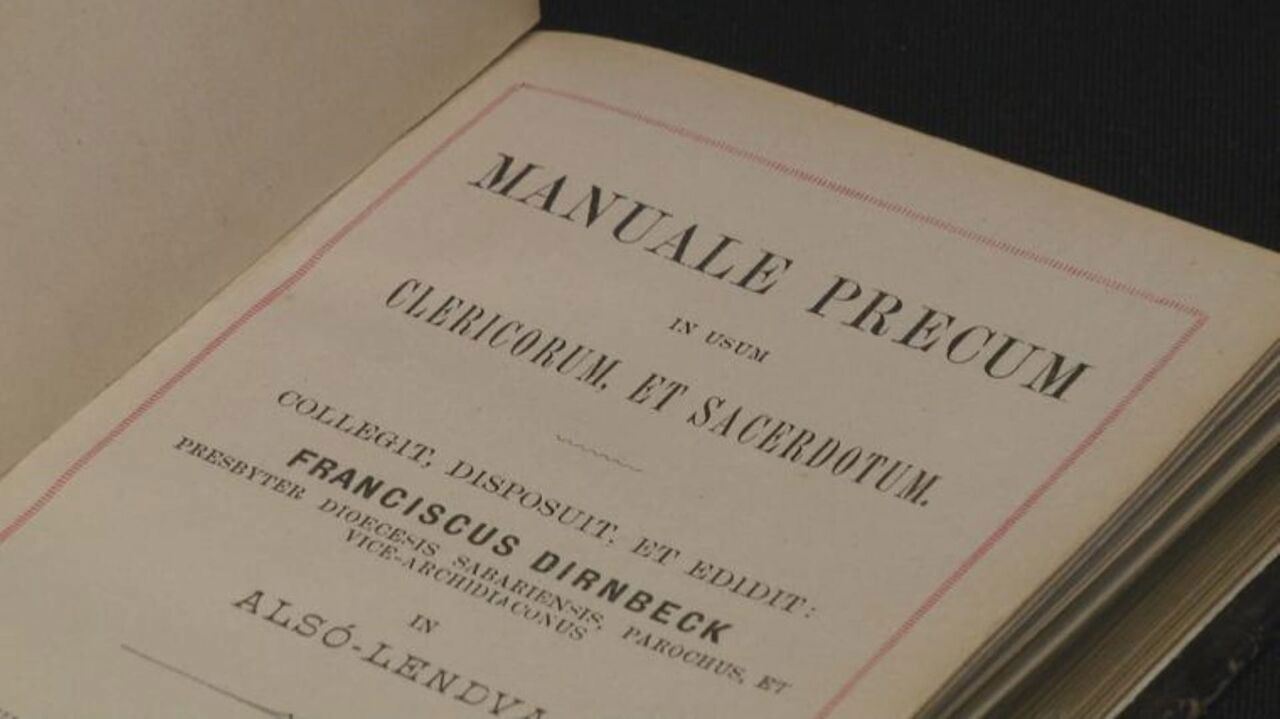 MANUALE PRECUM
IN USUM
CLERICORUM, ET SACERDOTUM.
COLLEGIT, DISPOSUIT, ET EDIDIT:
FRANCISCUS DIRNBECK
PRESBYTER DIOECESIS SABARIENSIS, PAROCHUS, ET
VICE-ARCHIDIACONUS
IN
ALSÓ-LENDVA